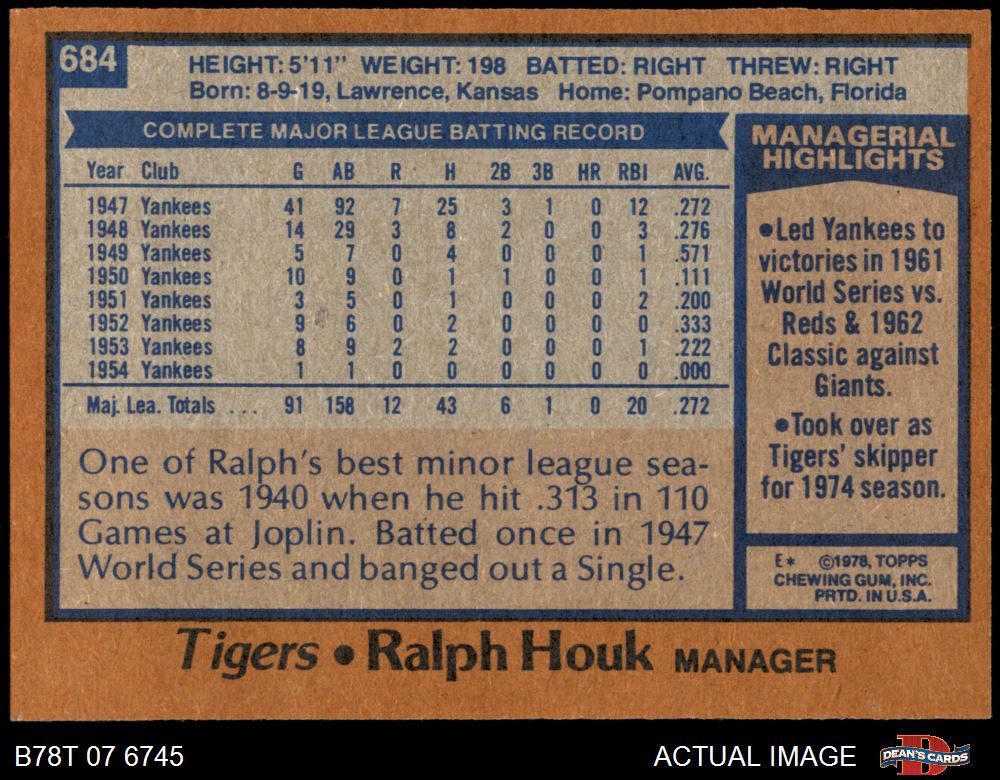 684
HEIGHT: 5'11" WEIGHT: 198 BATTED: RIGHT THREW: RIGHT
Born: 8-9-19, Lawrence, Kansas Home: Pompano Beach, Florida
COMPLETE MAJOR LEAGUE BATTING RECORD
Year Club G AB R H 2B 3B HR RBI AVG.
1947 Yankees 41 92 7 25 3 1 0 12 .272
1948 Yankees 14 29 3 8 2 0 0 3 .276
1949 Yankees 5 7 0 4 0 0 0 1 .571
1950 Yankees 10 9 0 1 1 0 0 1 .111
1951 Yankees 3 5 0 1 0 0 0 2 .200
1952 Yankees 9 6 0 2 0 0 0 0 .333
1953 Yankees 8 9 2 2 0 0 0 1 .222
1954 Yankees 1 1 0 0 0 0 0 0 .000
Maj. Lea. Totals ... 91 158 12 43 6 1 0 20 .272
One of Ralph's best minor league sea-
sons was 1940 when he hit .313 in 110
Games at Joplin. Batted once in 1947
World Series and banged out a Single.
MANAGERIAL
HIGHLIGHTS
•Led Yankees to
victories in 1961
World Series vs.
Reds & 1962
Classic against
Giants.
•Took over as
Tigers' skipper
for 1974 season.
E* ©1978, TOPPS
CHEWING GUM, INC.
PRTD. IN U.S.A.
Tigers • Ralph Houk MANAGER
B78T 07 6745
ACTUAL IMAGE
DEAN'S CARDS